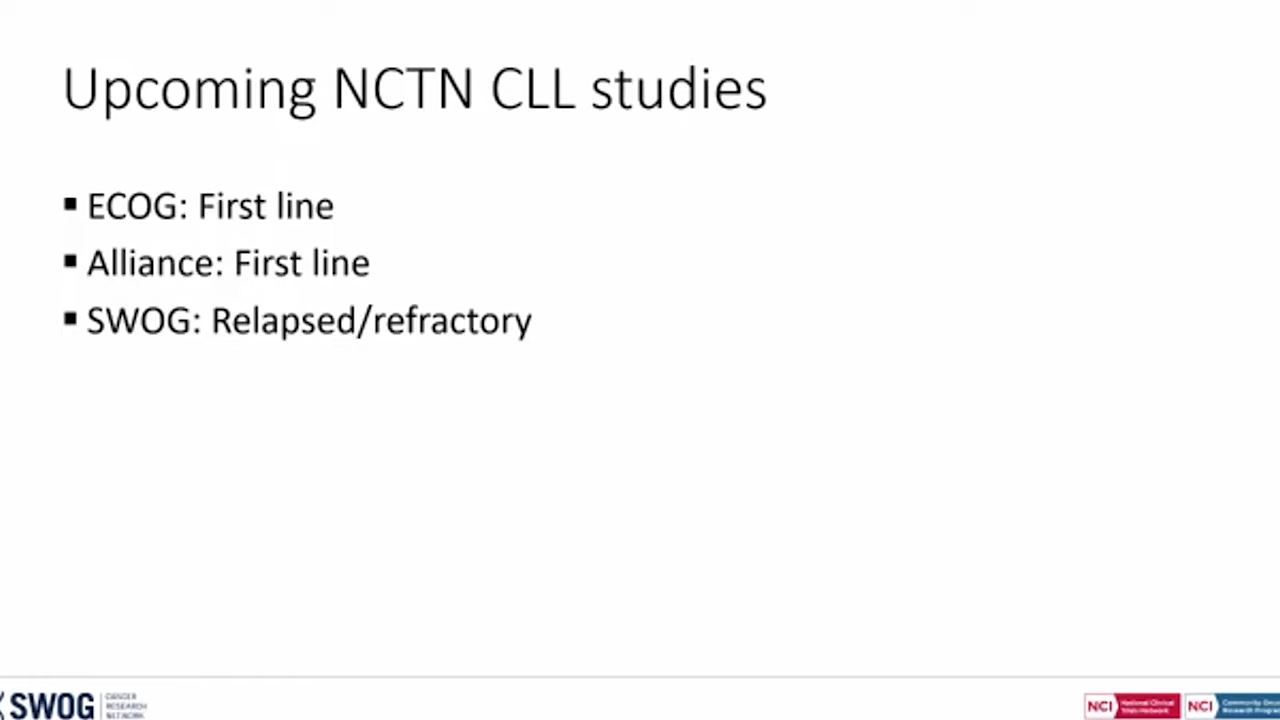 Upcoming NCTN CLL studies
▪ ECOG: First line
▪ Alliance: First line
▪ SWOG: Relapsed/refractory
SWOG
CANCER
RESEARCH
NETWORK
NCI
National Clinical
Trials Network
NCI
Community Onco
Research Program